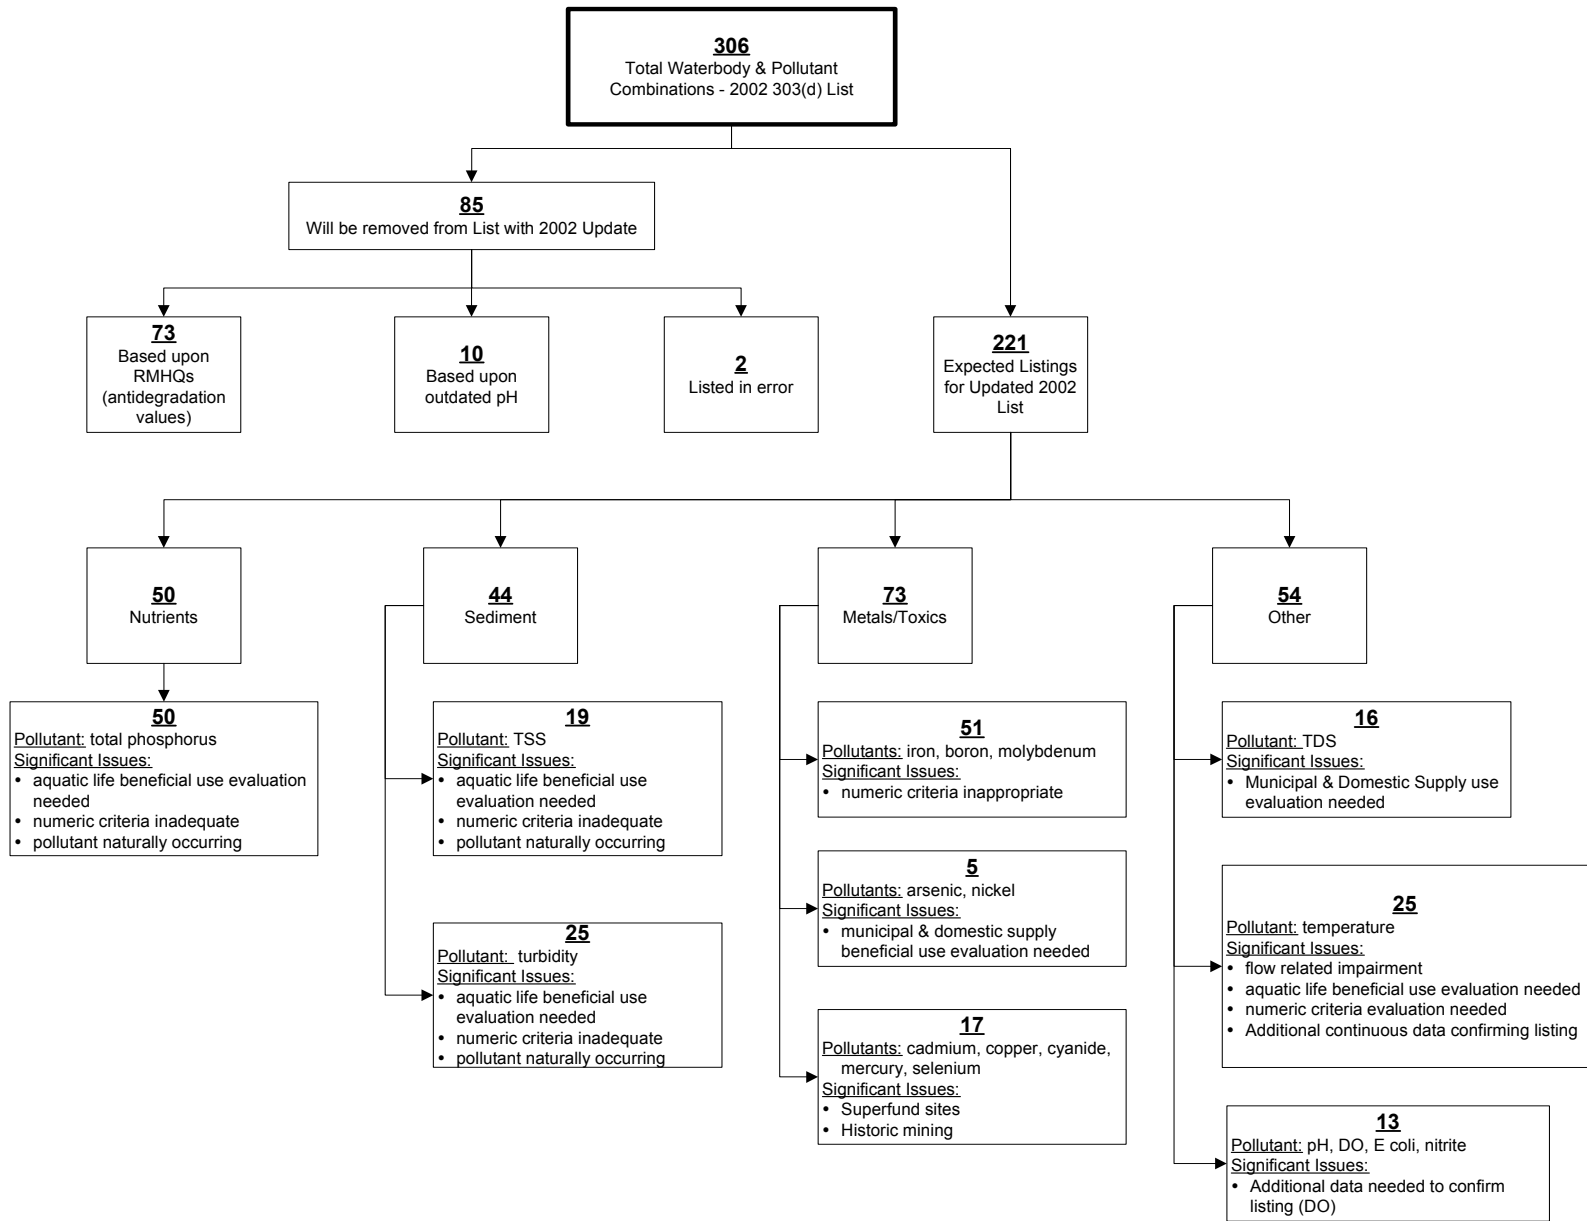 306
Total Waterbody & Pollutant
Combinations - 2002 303(d) List
85
Will be removed from List with 2002 Update
73
Based upon
RMHQs
(antidegradation
values)
10
Based upon
outdated pH
2
Listed in error
221
Expected Listings
for Updated 2002
List
50
Nutrients
44
Sediment
73
Metals/Toxics
54
Other
50
Pollutant: total phosphorus
Significant Issues:
• aquatic life beneficial use evaluation
needed
• numeric criteria inadequate
• pollutant naturally occurring
19
Pollutant: TSS
Significant Issues:
• aquatic life beneficial use
evaluation needed
• numeric criteria inadequate
• pollutant naturally occurring
25
Pollutant: turbidity
Significant Issues:
• aquatic life beneficial use
evaluation needed
• numeric criteria inadequate
• pollutant naturally occurring
51
Pollutants: iron, boron, molybdenum
Significant Issues:
• numeric criteria inappropriate
5
Pollutants: arsenic, nickel
Significant Issues:
• municipal & domestic supply
beneficial use evaluation needed
17
Pollutants: cadmium, copper, cyanide,
mercury, selenium
Significant Issues:
• Superfund sites
• Historic mining
16
Pollutant: TDS
Significant Issues:
• Municipal & Domestic Supply use
evaluation needed
25
Pollutant: temperature
Significant Issues:
• flow related impairment
• aquatic life beneficial use evaluation needed
• numeric criteria evaluation needed
• Additional continuous data confirming listing
13
Pollutant: pH, DO, E coli, nitrite
Significant Issues:
• Additional data needed to confirm
listing (DO)